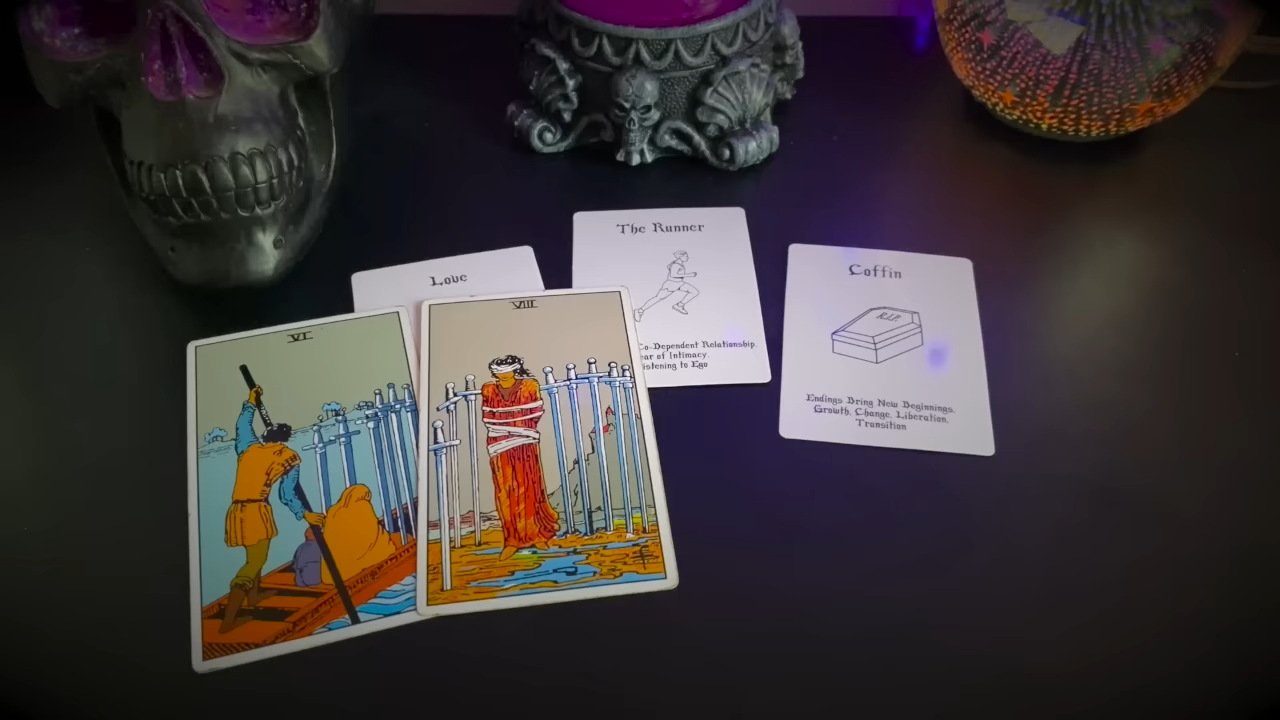 Love
The Runner
Co-Dependent Relationship,
ear of Intimacy,
istening to Ego
Coffin
R.I.P.
Endings Bring New Beginnings,
Growth, Change, Liberation,
Transition
VI
VIII